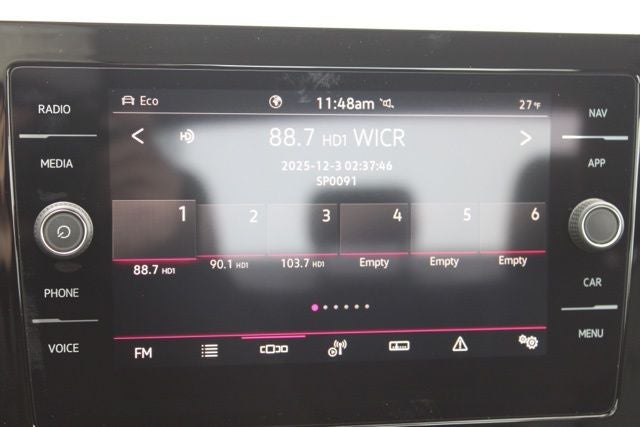 RADIO
MEDIA
PHONE
VOICE
Eco
11:48am
27°F
HD
88.7 HD1 WICR
2025-12-3 02:37:46
SP0091
1 2 3 4 5 6
88.7 HD1 90.1 HD1 103.7 HD1 Empty Empty Empty
FM
NAV
APP
CAR
MENU